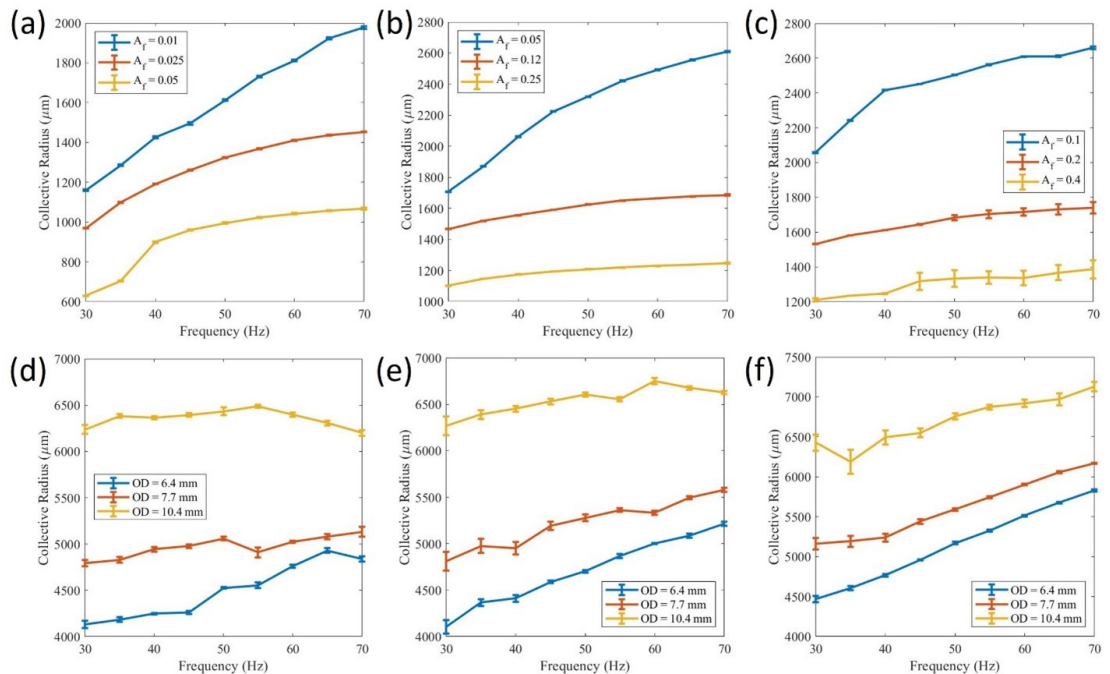 (a)
2000
1800
1600
1400
1200
1000
800
600
Collective Radius (μm)
A_f = 0.01
A_f = 0.025
A_f = 0.05
30 40 50 60 70
Frequency (Hz)
(b)
2800
2600
2400
2200
2000
1800
1600
1400
1200
1000
Collective Radius (μm)
A_f = 0.05
A_f = 0.12
A_f = 0.25
30 40 50 60 70
Frequency (Hz)
(c)
2800
2600
2400
2200
2000
1800
1600
1400
1200
Collective Radius (μm)
A_f = 0.1
A_f = 0.2
A_f = 0.4
30 40 50 60 70
Frequency (Hz)
(d)
7000
6500
6000
5500
5000
4500
4000
Collective Radius (μm)
OD = 6.4 mm
OD = 7.7 mm
OD = 10.4 mm
30 40 50 60 70
Frequency (Hz)
(e)
7000
6500
6000
5500
5000
4500
4000
Collective Radius (μm)
OD = 6.4 mm
OD = 7.7 mm
OD = 10.4 mm
30 40 50 60 70
Frequency (Hz)
(f)
7500
7000
6500
6000
5500
5000
4500
4000
Collective Radius (μm)
OD = 6.4 mm
OD = 7.7 mm
OD = 10.4 mm
30 40 50 60 70
Frequency (Hz)